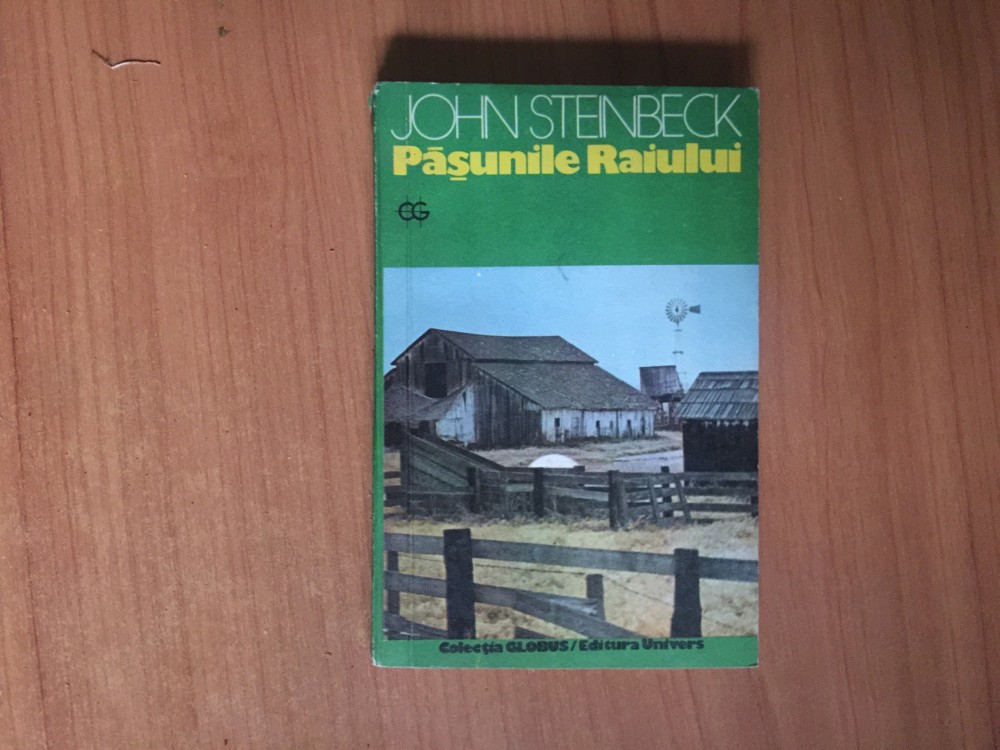 JOHN STEINBECK
Păşunile Raiului
CG
Colecţia GLOBUS/Editura Univers